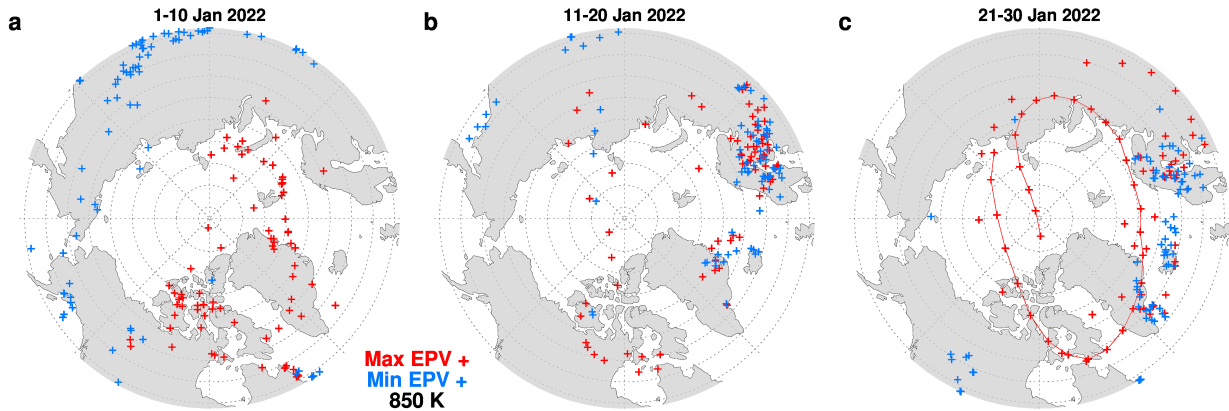 a 1-10 Jan 2022
b 11-20 Jan 2022
c 21-30 Jan 2022
Max EPV +
Min EPV +
850 K